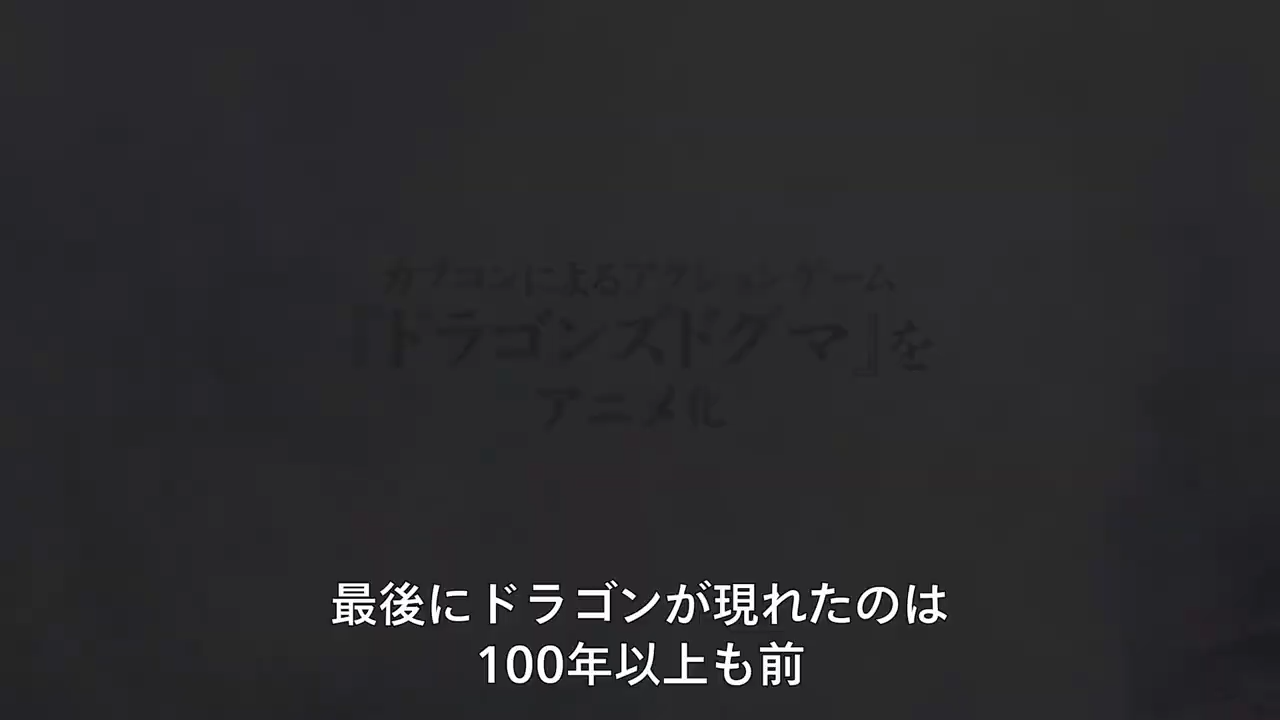 カプコンによるアクションゲーム
『ドラゴンズドグマ』を
アニメ化
最後にドラゴンが現れたのは
100年以上も前